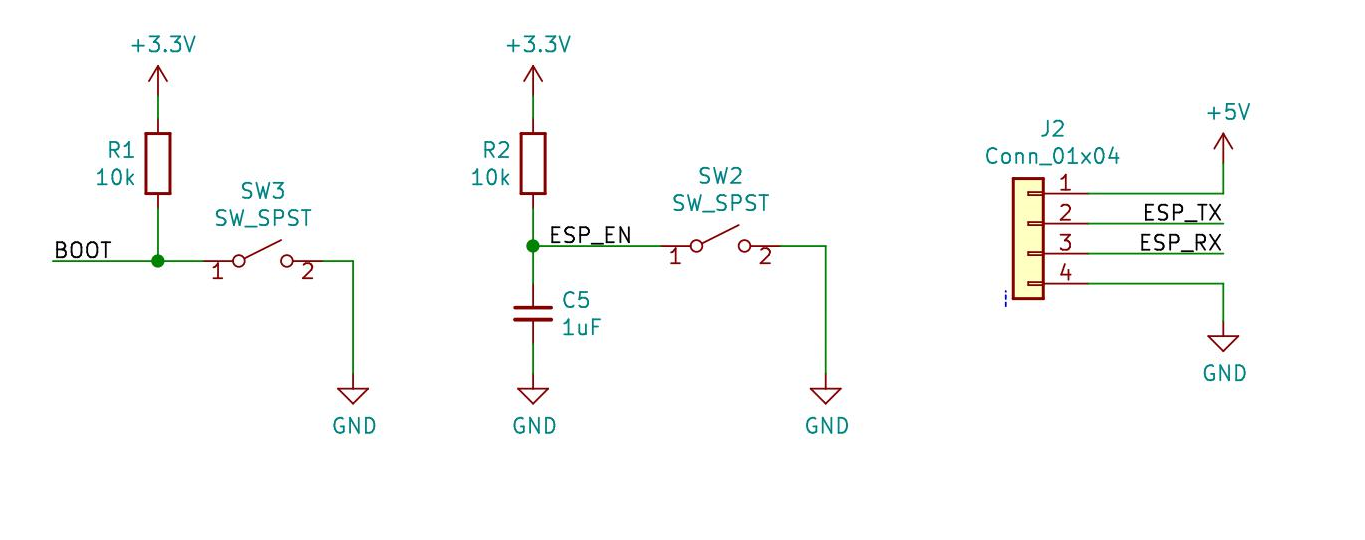 +3.3V
R1
10k
SW3
SW_SPST
BOOT
1
2
GND
+3.3V
R2
10k
SW2
SW_SPST
ESP_EN
1
2
C5
1uF
GND
GND
+5V
J2
Conn_01x04
1
2
ESP_TX
3
ESP_RX
4
GND